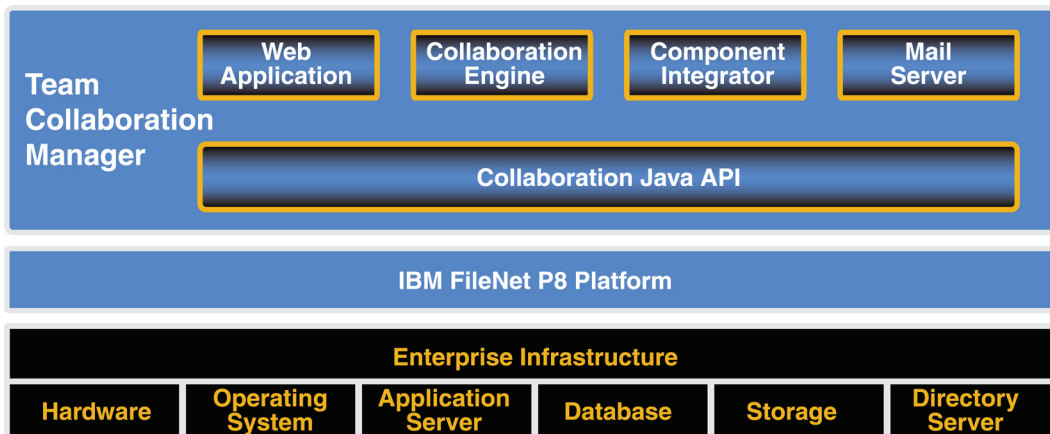 Team
Collaboration
Manager
Web
Application
Collaboration
Engine
Component
Integrator
Mail
Server
Collaboration Java API
IBM FileNet P8 Platform
Enterprise Infrastructure
Hardware
Operating
System
Application
Server
Database
Storage
Directory
Server